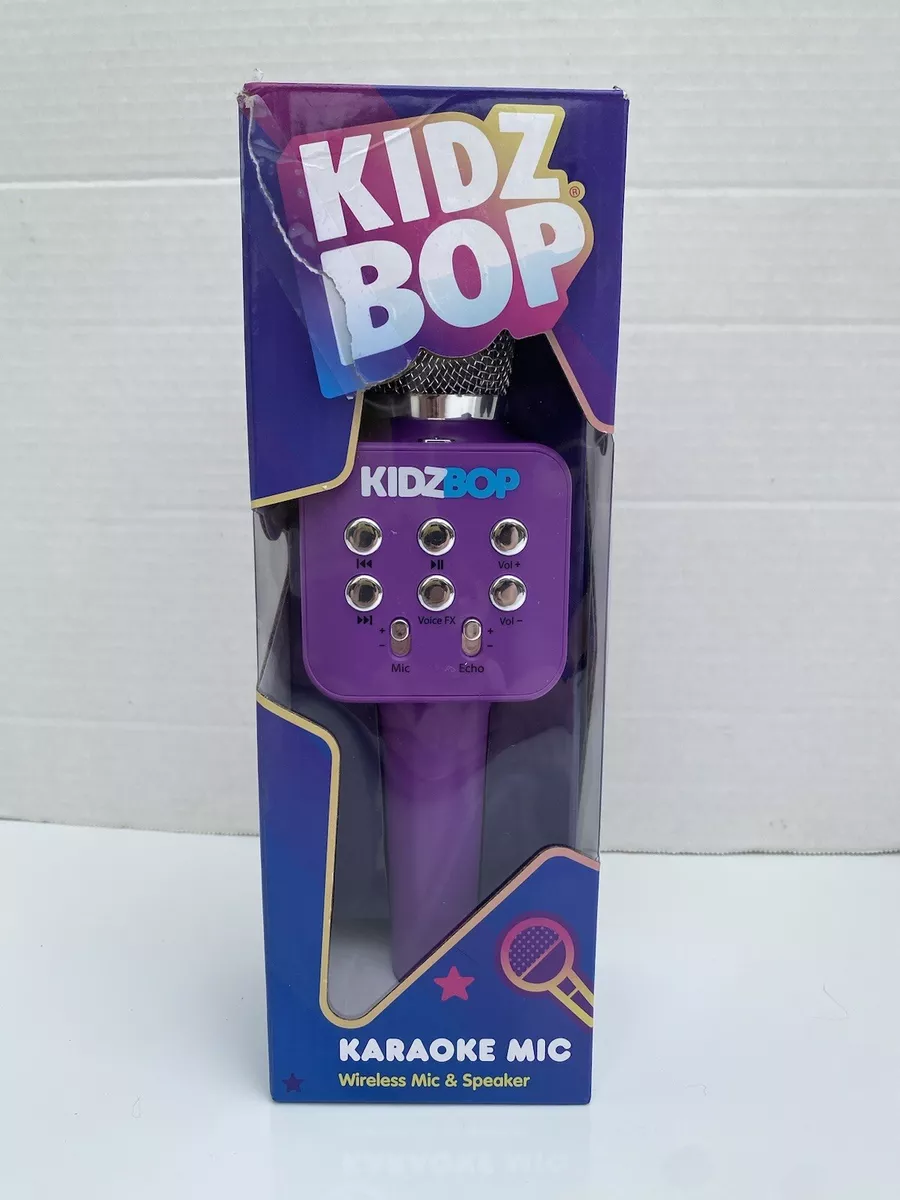 KIDZ
BOP®
KIDZBOP
Vol +
Voice FX Vol –
+ +
– –
Mic Echo
KARAOKE MIC
Wireless Mic & Speaker